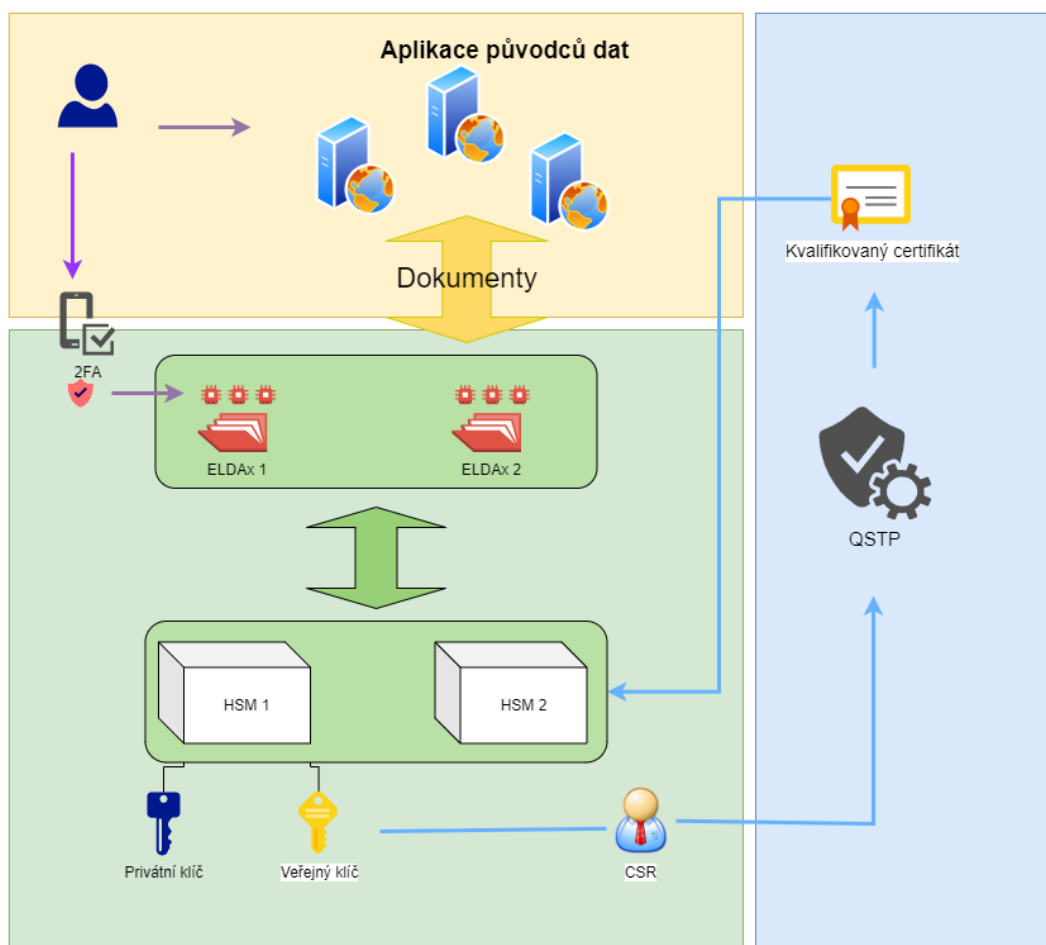 Aplikace původců dat
Dokumenty
Kvalifikovaný certifikát
2FA
ELDAx 1
ELDAx 2
QSTP
HSM 1
HSM 2
Privátní klíč
Veřejný klíč
CSR